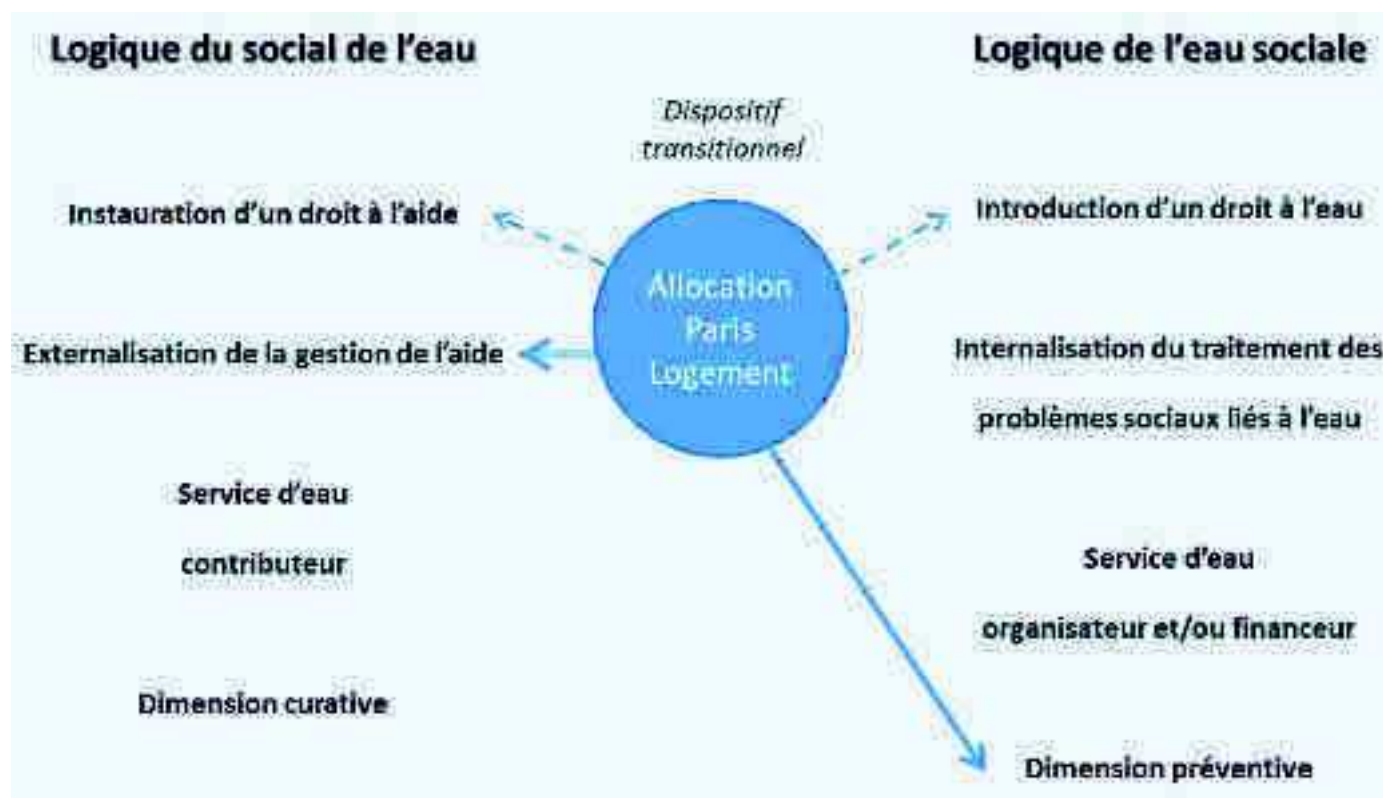 Logique du social de l'eau
Logique de l'eau sociale
Dispositif
transitionnel
Instauration d'un droit à l'aide
Introduction d'un droit à l'eau
Allocation
Paris
Logement
Externalisation de la gestion de l'aide
Internalisation du traitement des
problèmes sociaux liés à l'eau
Service d'eau
contributeur
Service d'eau
organisateur et/ou financeur
Dimension curative
Dimension préventive